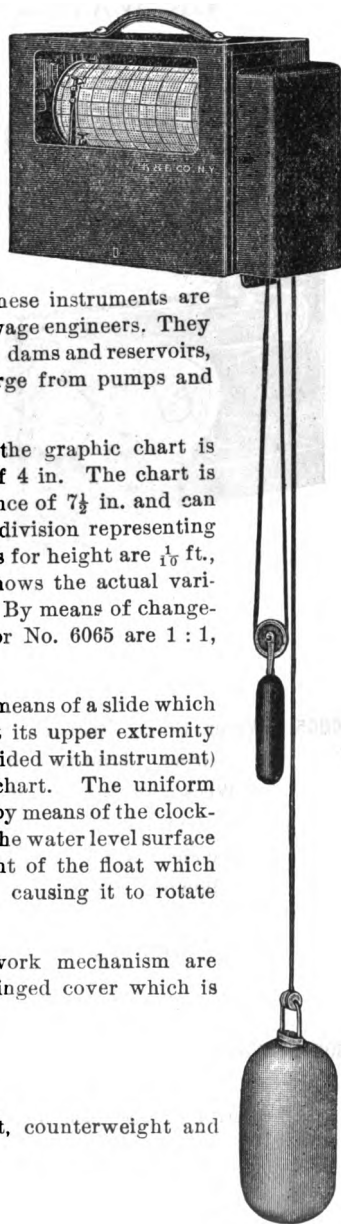 K & E. CO. N.Y.
hese instruments are
vage engineers. They
dams and reservoirs,
rge from pumps and
the graphic chart is
f 4 in. The chart is
nce of 7½ in. and can
division representing
s for height are 1/10 ft.,
hows the actual vari-
By means of change-
or No. 6065 are 1 : 1,
means of a slide which
its upper extremity
ided with instrument)
chart. The uniform
by means of the clock-
he water level surface
nt of the float which
causing it to rotate
work mechanism are
inged cover which is
t, counterweight and